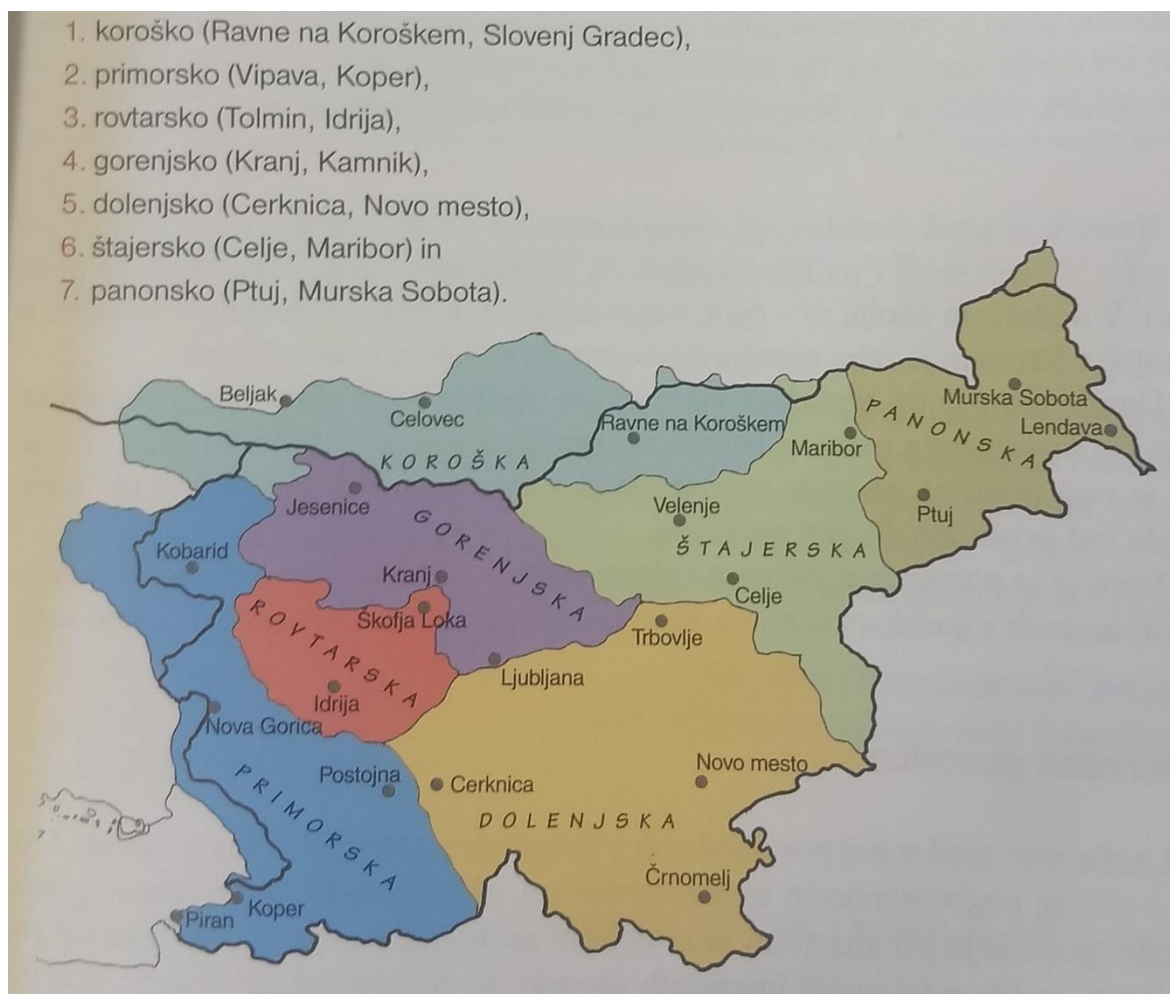 1. koroško (Ravne na Koroškem, Slovenj Gradec),
2. primorsko (Vipava, Koper),
3. rovtarsko (Tolmin, Idrija),
4. gorenjsko (Kranj, Kamnik),
5. dolenjsko (Cerknica, Novo mesto),
6. štajersko (Celje, Maribor) in
7. panonsko (Ptuj, Murska Sobota).
Beljak
Celovec
KOROŠKA
Ravne na Koroškem
Maribor
PANONSKA
Murska Sobota
Lendava
Jesenice
GORENJSKA
Velenje
Ptuj
Kobarid
ŠTAJERSKA
Kranj
Celje
ROVTARSKA
Škofja Loka
Trbovlje
Ljubljana
Idrija
Nova Gorica
PRIMORSKA
Postojna
Cerknica
Novo mesto
DOLENJSKA
Črnomelj
Koper
Piran